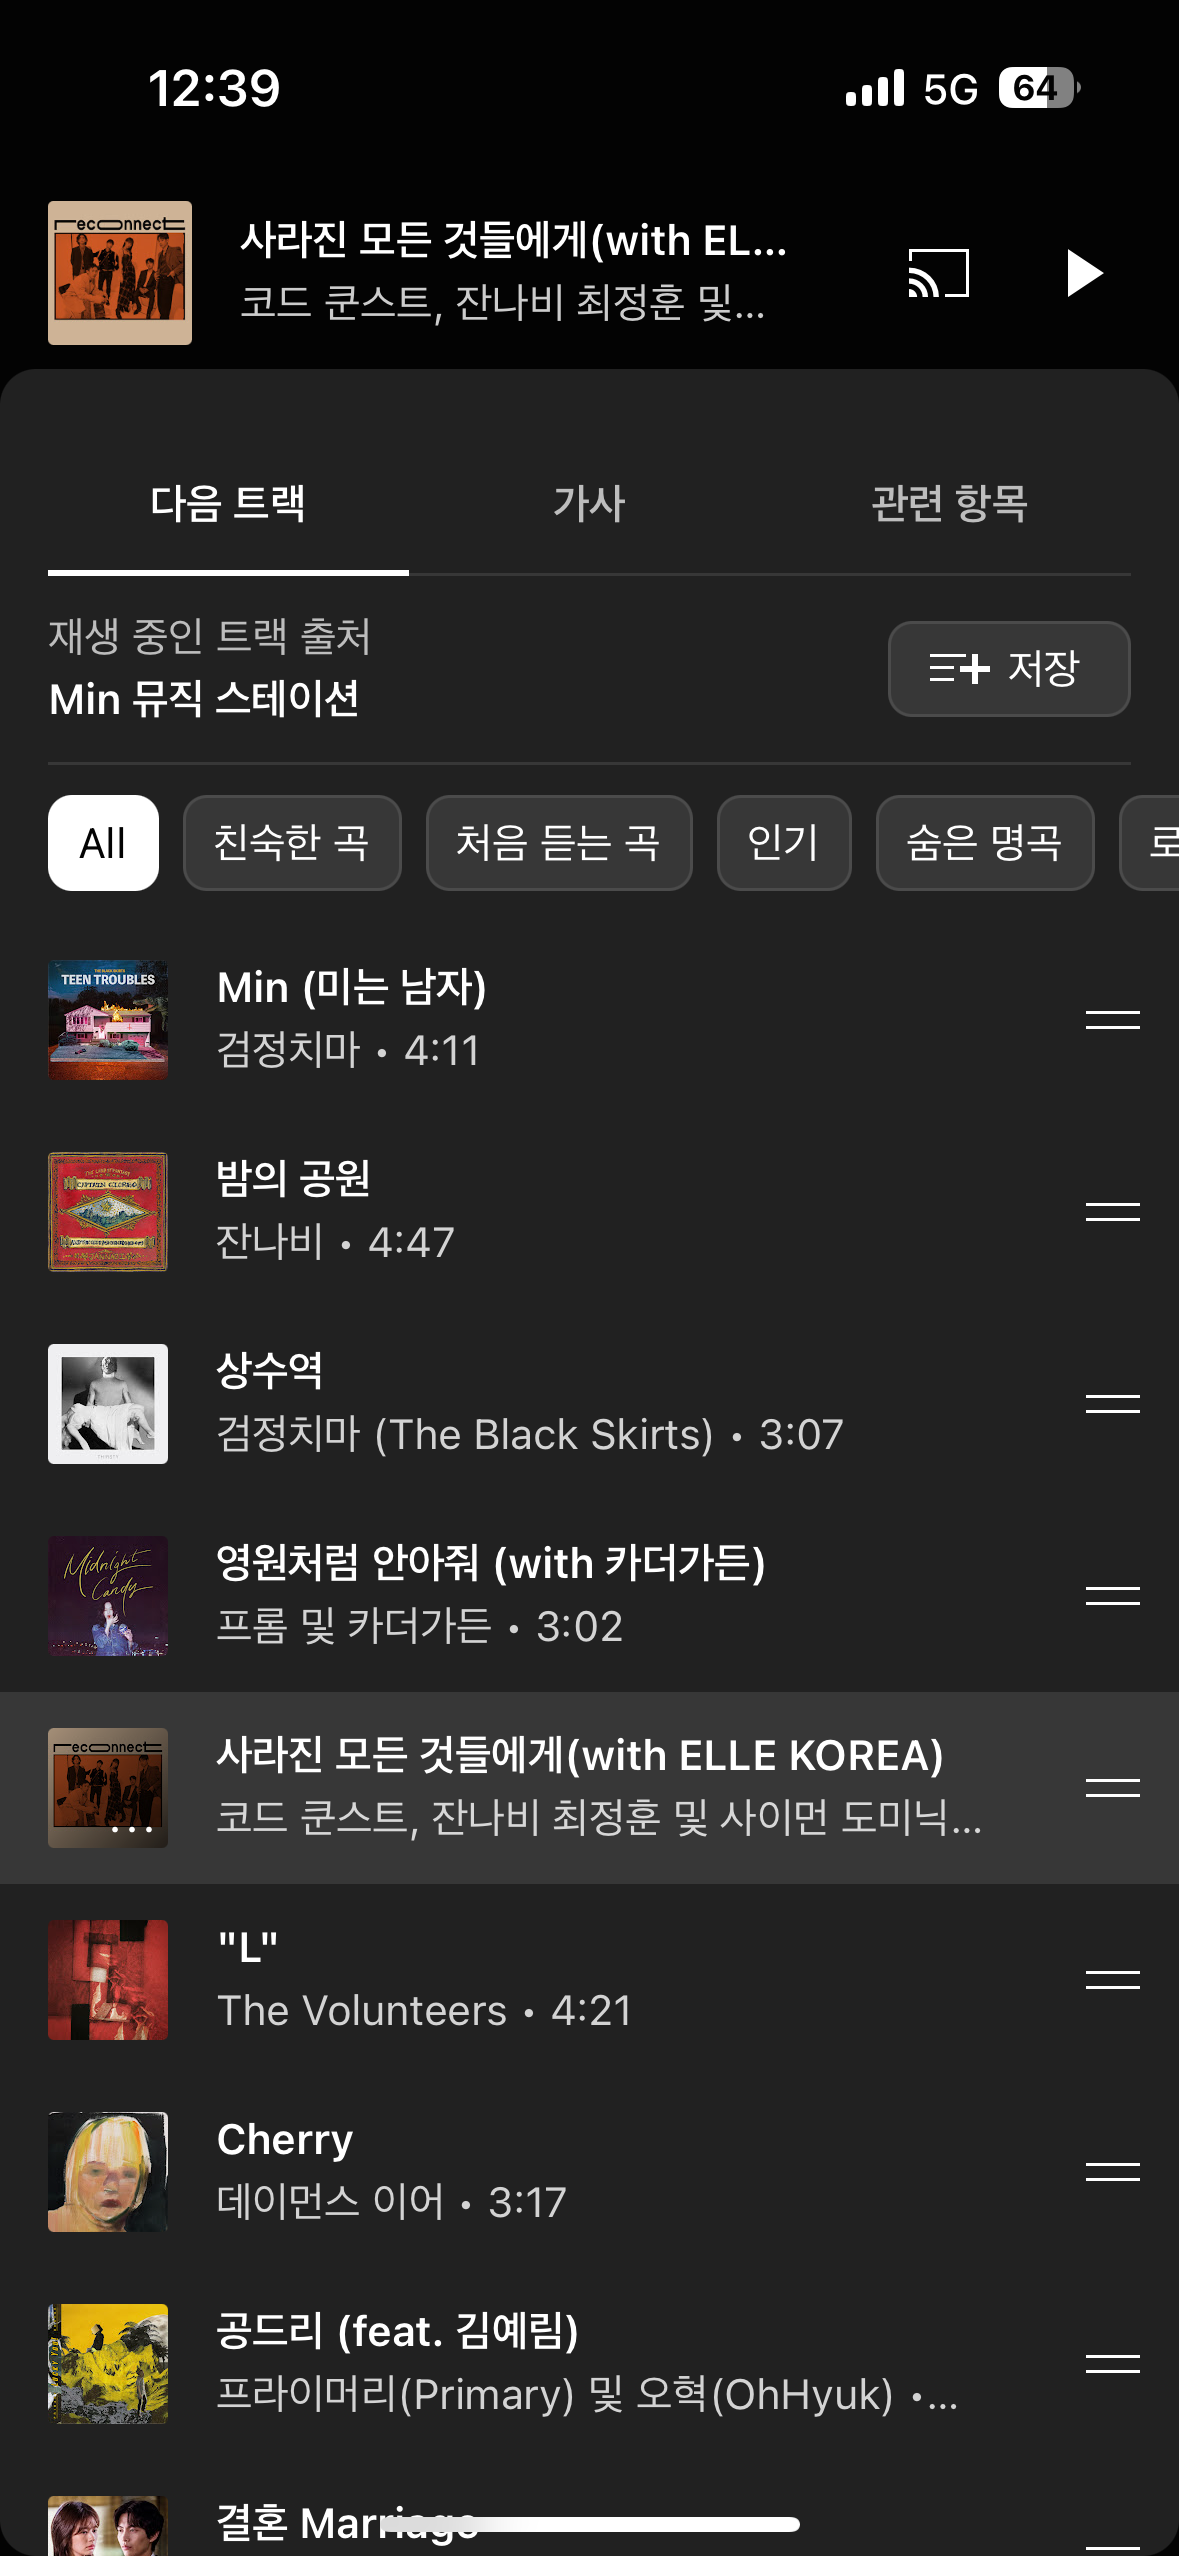 12:39
5G
64
reconnect
사라진 모든 것들에게(with EL...
코드 쿤스트, 잔나비 최정훈 및...
다음 트랙
가사
관련 항목
재생 중인 트랙 출처
Min 뮤직 스테이션
저장
All
친숙한 곡
처음 듣는 곡
인기
숨은 명곡
로
TEEN TROUBLES
Min (미는 남자)
검정치마 • 4:11
밤의 공원
잔나비 • 4:47
상수역
검정치마 (The Black Skirts) • 3:07
Midnight
Candy
영원처럼 안아줘 (with 카더가든)
프롬 및 카더가든 • 3:02
reconnect
사라진 모든 것들에게(with ELLE KOREA)
코드 쿤스트, 잔나비 최정훈 및 사이먼 도미닉...
"L"
The Volunteers • 4:21
Cherry
데이먼스 이어 • 3:17
공드리 (feat. 김예림)
프라이머리(Primary) 및 오혁(OhHyuk) •...
결혼 Marriage